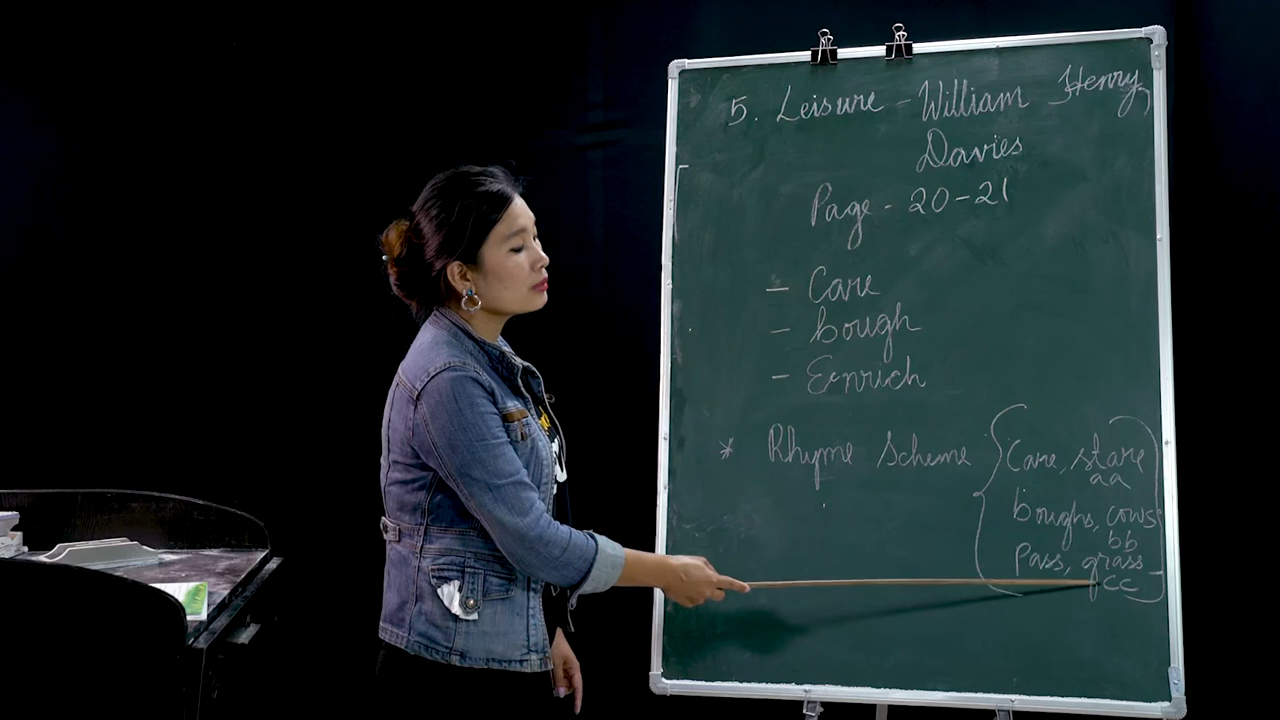 5. Leisure - William Henry,
Davies
Page - 20-21
- Care
- bough
- Enrich
* Rhyme Scheme { Care, stare
aa
boughs, cows
bb
Pass, grass
cc }